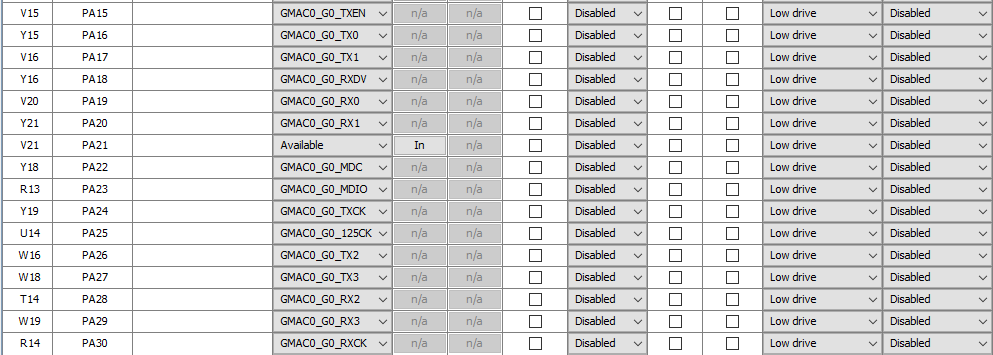 V15 PA15 GMAC0_G0_TXEN n/a n/a Disabled Low drive Disabled
Y15 PA16 GMAC0_G0_TX0 n/a n/a Disabled Low drive Disabled
V16 PA17 GMAC0_G0_TX1 n/a n/a Disabled Low drive Disabled
Y16 PA18 GMAC0_G0_RXDV n/a n/a Disabled Low drive Disabled
V20 PA19 GMAC0_G0_RX0 n/a n/a Disabled Low drive Disabled
Y21 PA20 GMAC0_G0_RX1 n/a n/a Disabled Low drive Disabled
V21 PA21 Available In n/a Disabled Low drive Disabled
Y18 PA22 GMAC0_G0_MDC n/a n/a Disabled Low drive Disabled
R13 PA23 GMAC0_G0_MDIO n/a n/a Disabled Low drive Disabled
Y19 PA24 GMAC0_G0_TXCK n/a n/a Disabled Low drive Disabled
U14 PA25 GMAC0_G0_125CK n/a n/a Disabled Low drive Disabled
W16 PA26 GMAC0_G0_TX2 n/a n/a Disabled Low drive Disabled
W18 PA27 GMAC0_G0_TX3 n/a n/a Disabled Low drive Disabled
T14 PA28 GMAC0_G0_RX2 n/a n/a Disabled Low drive Disabled
W19 PA29 GMAC0_G0_RX3 n/a n/a Disabled Low drive Disabled
R14 PA30 GMAC0_G0_RXCK n/a n/a Disabled Low drive Disabled